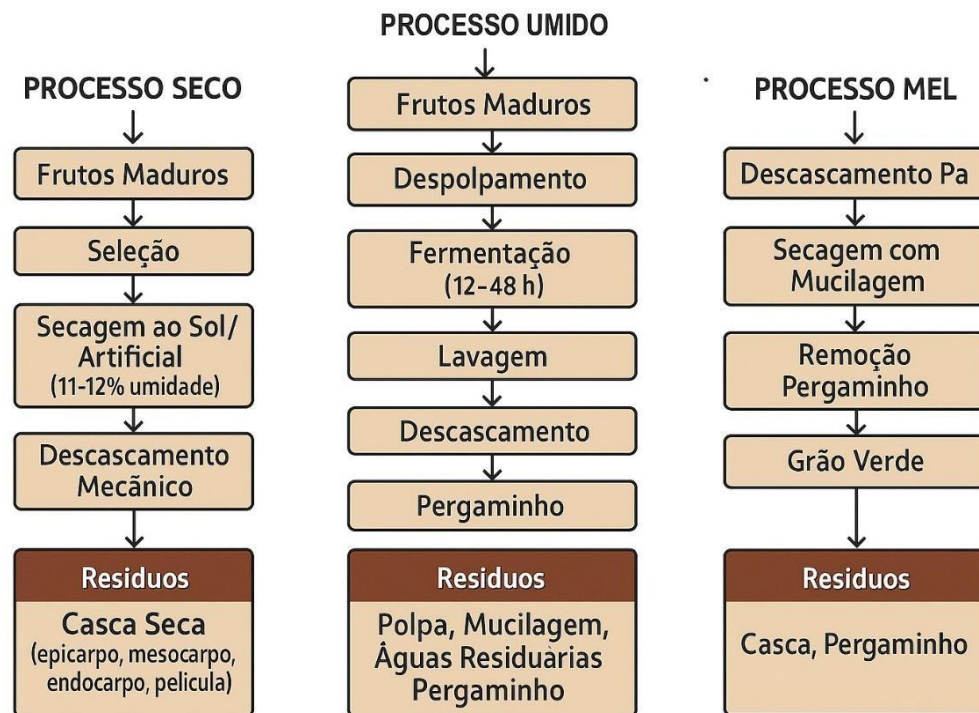 PROCESSO SECO
Frutos Maduros
Seleção
Secagem ao Sol/
Artificial
(11-12% umidade)
Descascamento
Mecãnico
Residuos
Casca Seca
(epicarpo, mesocarpo,
endocarpo, pelicula)
PROCESSO UMIDO
Frutos Maduros
Despolpamento
Fermentação
(12-48 h)
Lavagem
Descascamento
Pergaminho
Residuos
Polpa, Mucilagem,
Águas Residuàrias
Pergaminho
PROCESSO MEL
Descascamento Pa
Secagem com
Mucilagem
Remoção
Pergaminho
Grão Verde
Residuos
Casca, Pergaminho